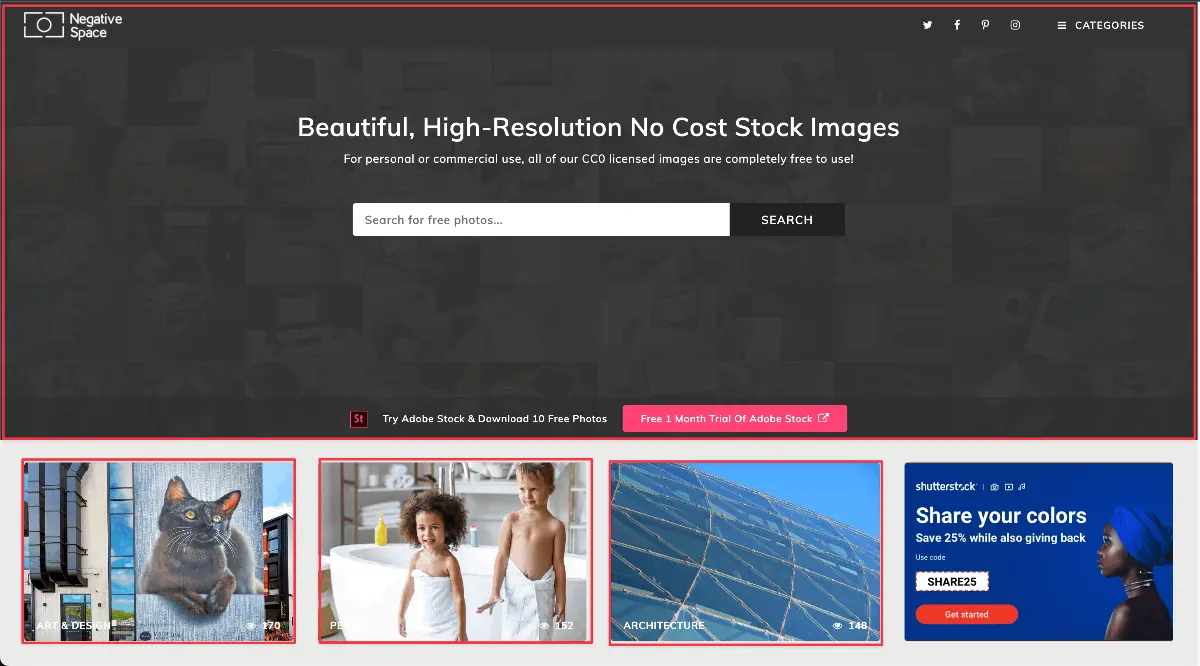 Negative
Space
CATEGORIES
Beautiful, High-Resolution No Cost Stock Images
For personal or commercial use, all of our CC0 licensed images are completely free to use!
Search for free photos...
SEARCH
St
Try Adobe Stock & Download 10 Free Photos
Free 1 Month Trial Of Adobe Stock
ART & DESIGN
170
152
ARCHITECTURE
148
shutterstock
Share your colors
Save 25% while also giving back
Use code
SHARE25
Get started